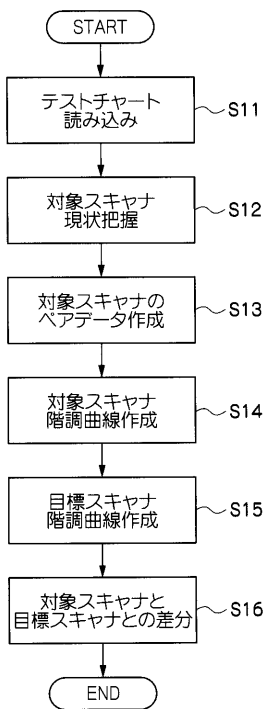 START
テストチャート
読み込み
S11
対象スキャナ
現状把握
S12
対象スキャナの
ペアデータ作成
S13
対象スキャナ
階調曲線作成
S14
目標スキャナ
階調曲線作成
S15
対象スキャナと
目標スキャナとの差分
S16
END